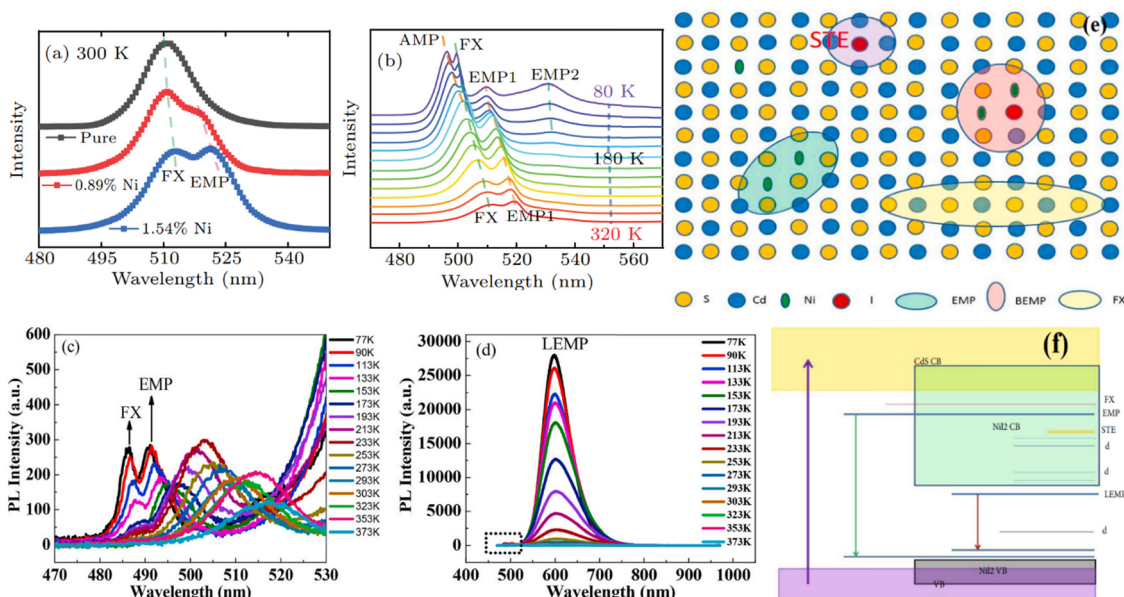 (a) 300 K
Intensity
Pure
0.89% Ni
1.54% Ni
FX
EMP
480 495 510 525 540
Wavelength (nm)
(b)
AMP
FX
EMP1
EMP2
80 K
180 K
320 K
FX
EMP1
Intensity
500 520 540 560
Wavelength (nm)
(e)
STE
S Cd Ni I EMP BEMP FX
(c)
FX
EMP
PL Intensity (a.u.)
600
500
400
300
200
100
0
470 480 490 500 510 520 530
Wavelength (nm)
77K
90K
113K
133K
153K
173K
193K
213K
233K
253K
273K
293K
303K
323K
353K
373K
(d)
LEMP
PL Intensity (a.u.)
30000
25000
20000
15000
10000
5000
0
400 500 600 700 800 900 1000
Wavelength (nm)
77K
90K
113K
133K
153K
173K
193K
213K
233K
253K
273K
293K
303K
323K
353K
373K
(f)
CdS CB
FX
EMP
NiI2 CB
STE
d
d
LEMP
d
NiI2 VB
VB